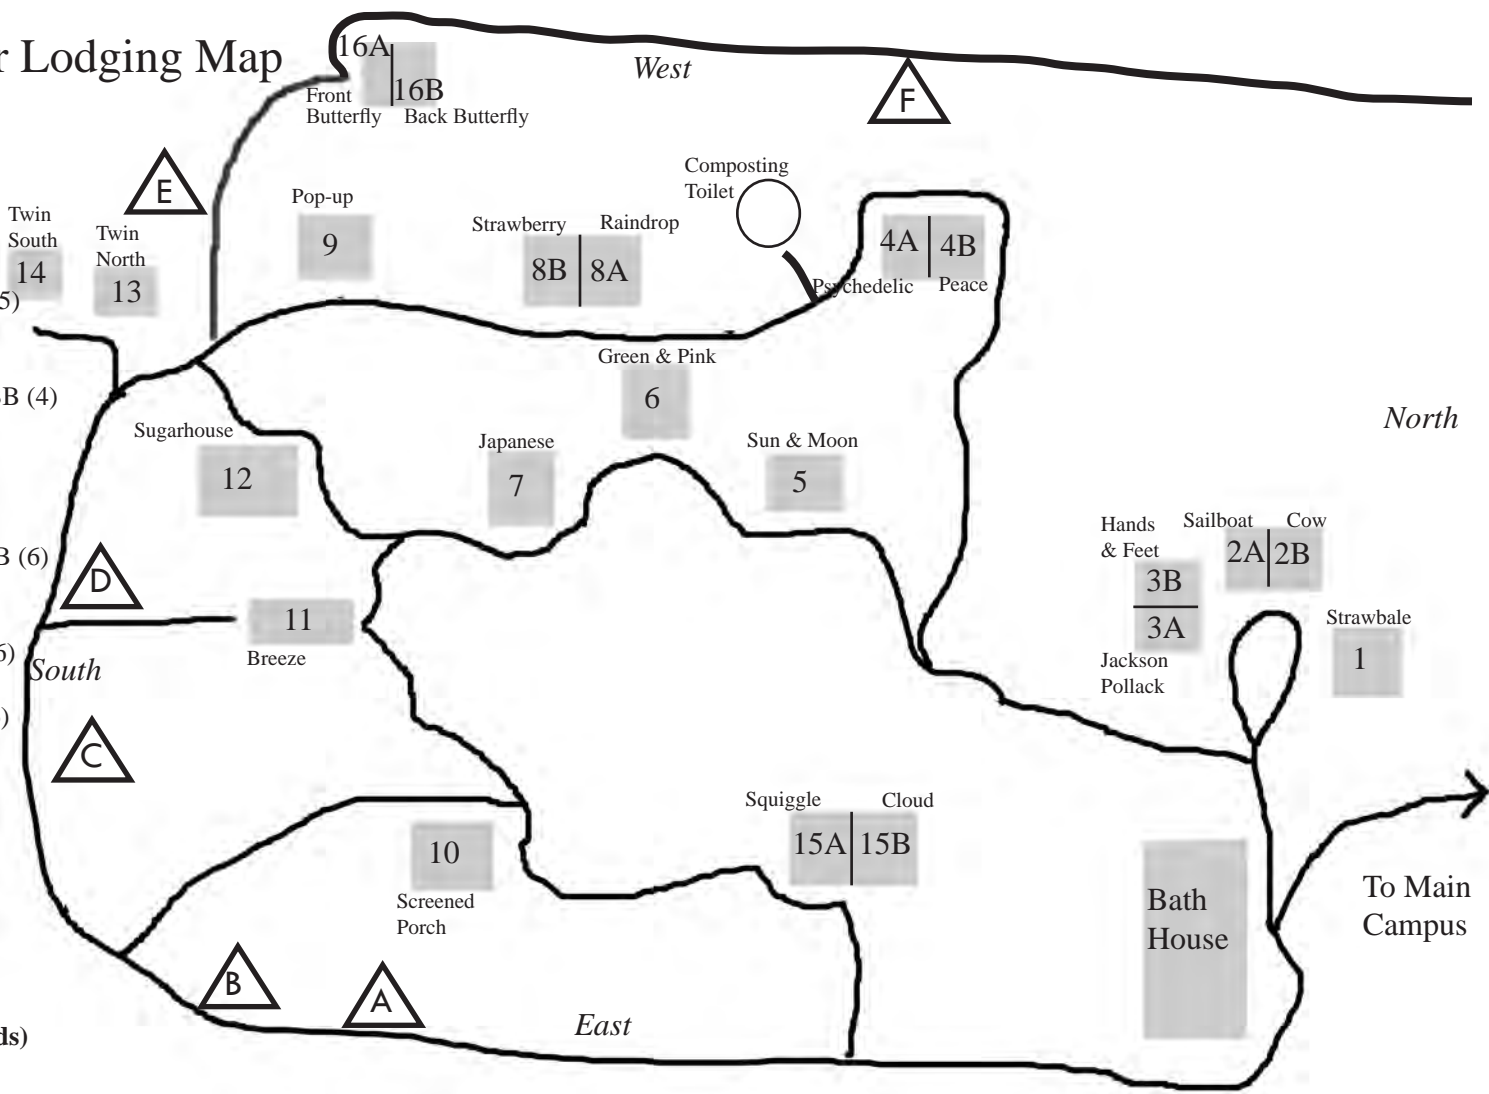 r Lodging Map
16A
16B
Front
Butterfly
Back Butterfly
West
F
E
Composting
Toilet
Pop-up
9
Strawberry
Raindrop
8B
8A
4A
4B
Psychedelic
Peace
Twin
South
14
Twin
North
13
5)
Green & Pink
6
B (4)
Sugarhouse
12
Japanese
7
Sun & Moon
5
North
Hands
& Feet
3B
3A
Jackson
Pollack
Sailboat
Cow
2A
2B
Strawbale
1
B (6)
D
11
Breeze
6)
South
)
C
Squiggle
Cloud
15A
15B
10
Screened
Porch
Bath
House
To Main
Campus
B
A
East
ds)